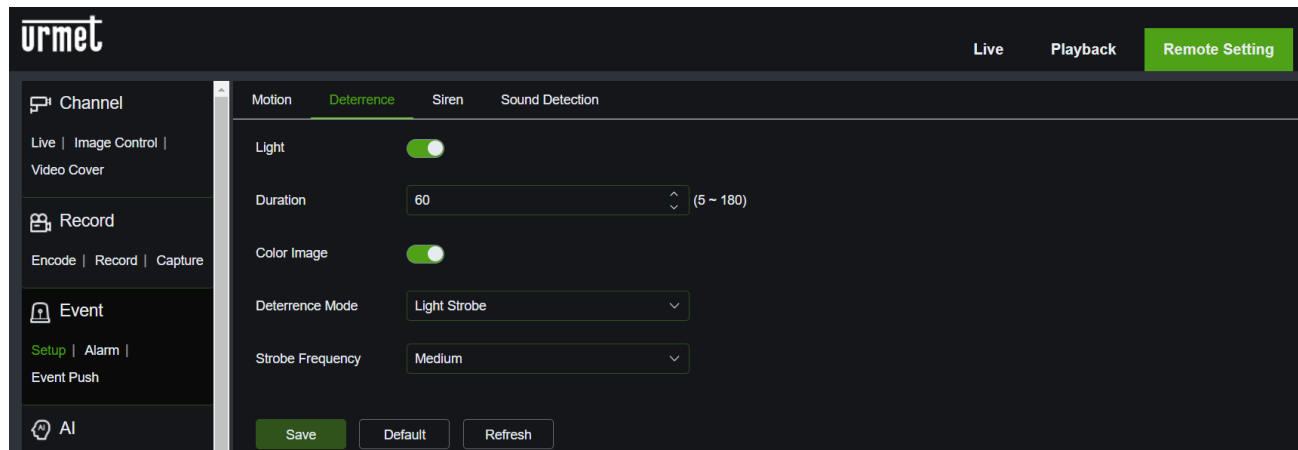 urmet
Live Playback Remote Setting
Channel
Live | Image Control |
Video Cover
Record
Encode | Record | Capture
Event
Setup | Alarm |
Event Push
AI
AI
Motion Deterrence Siren Sound Detection
Light
Duration 60 (5 ~ 180)
Color Image
Deterrence Mode Light Strobe
Strobe Frequency Medium
Save Default Refresh